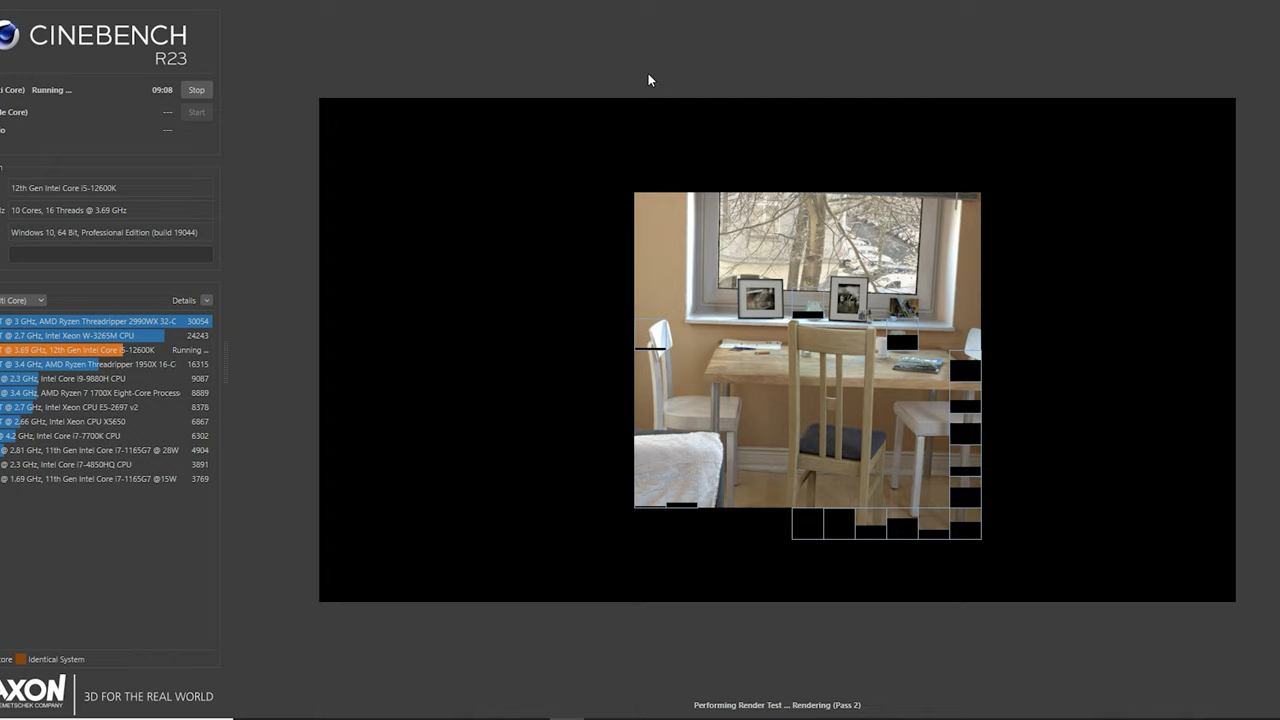 CINEBENCH
R23
ti Core) Running ... 09:08 Stop
le Core) --- Start
o ---
n
12th Gen Intel Core i5-12600K
z 10 Cores, 16 Threads @ 3.69 GHz
Windows 10, 64 Bit, Professional Edition (build 19044)
ti Core) Details
T @ 3 GHz, AMD Ryzen Threadripper 2990WX 32-C 30054
T @ 2.7 GHz, Intel Xeon W-3265M CPU 24243
T @ 3.69 GHz, 12th Gen Intel Core i5-12600K Running ...
T @ 3.4 GHz, AMD Ryzen Threadripper 1950X 16-C 16315
@ 2.3 GHz, Intel Core i9-9880H CPU 9087
@ 3.4 GHz, AMD Ryzen 7 1700X Eight-Core Process 8889
@ 2.7 GHz, Intel Xeon CPU E5-2697 v2 8378
@ 2.66 GHz, Intel Xeon CPU X5650 6867
@ 4.2 GHz, Intel Core i7-7700K CPU 6302
@ 2.81 GHz, 11th Gen Intel Core i7-1165G7 @ 28W 4904
@ 2.3 GHz, Intel Core i7-4850HQ CPU 3891
@ 1.69 GHz, 11th Gen Intel Core i7-1165G7 @15W 3769
core Identical System
AXON 3D FOR THE REAL WORLD
EMETSCHEK COMPANY
Performing Render Test ... Rendering (Pass 2)